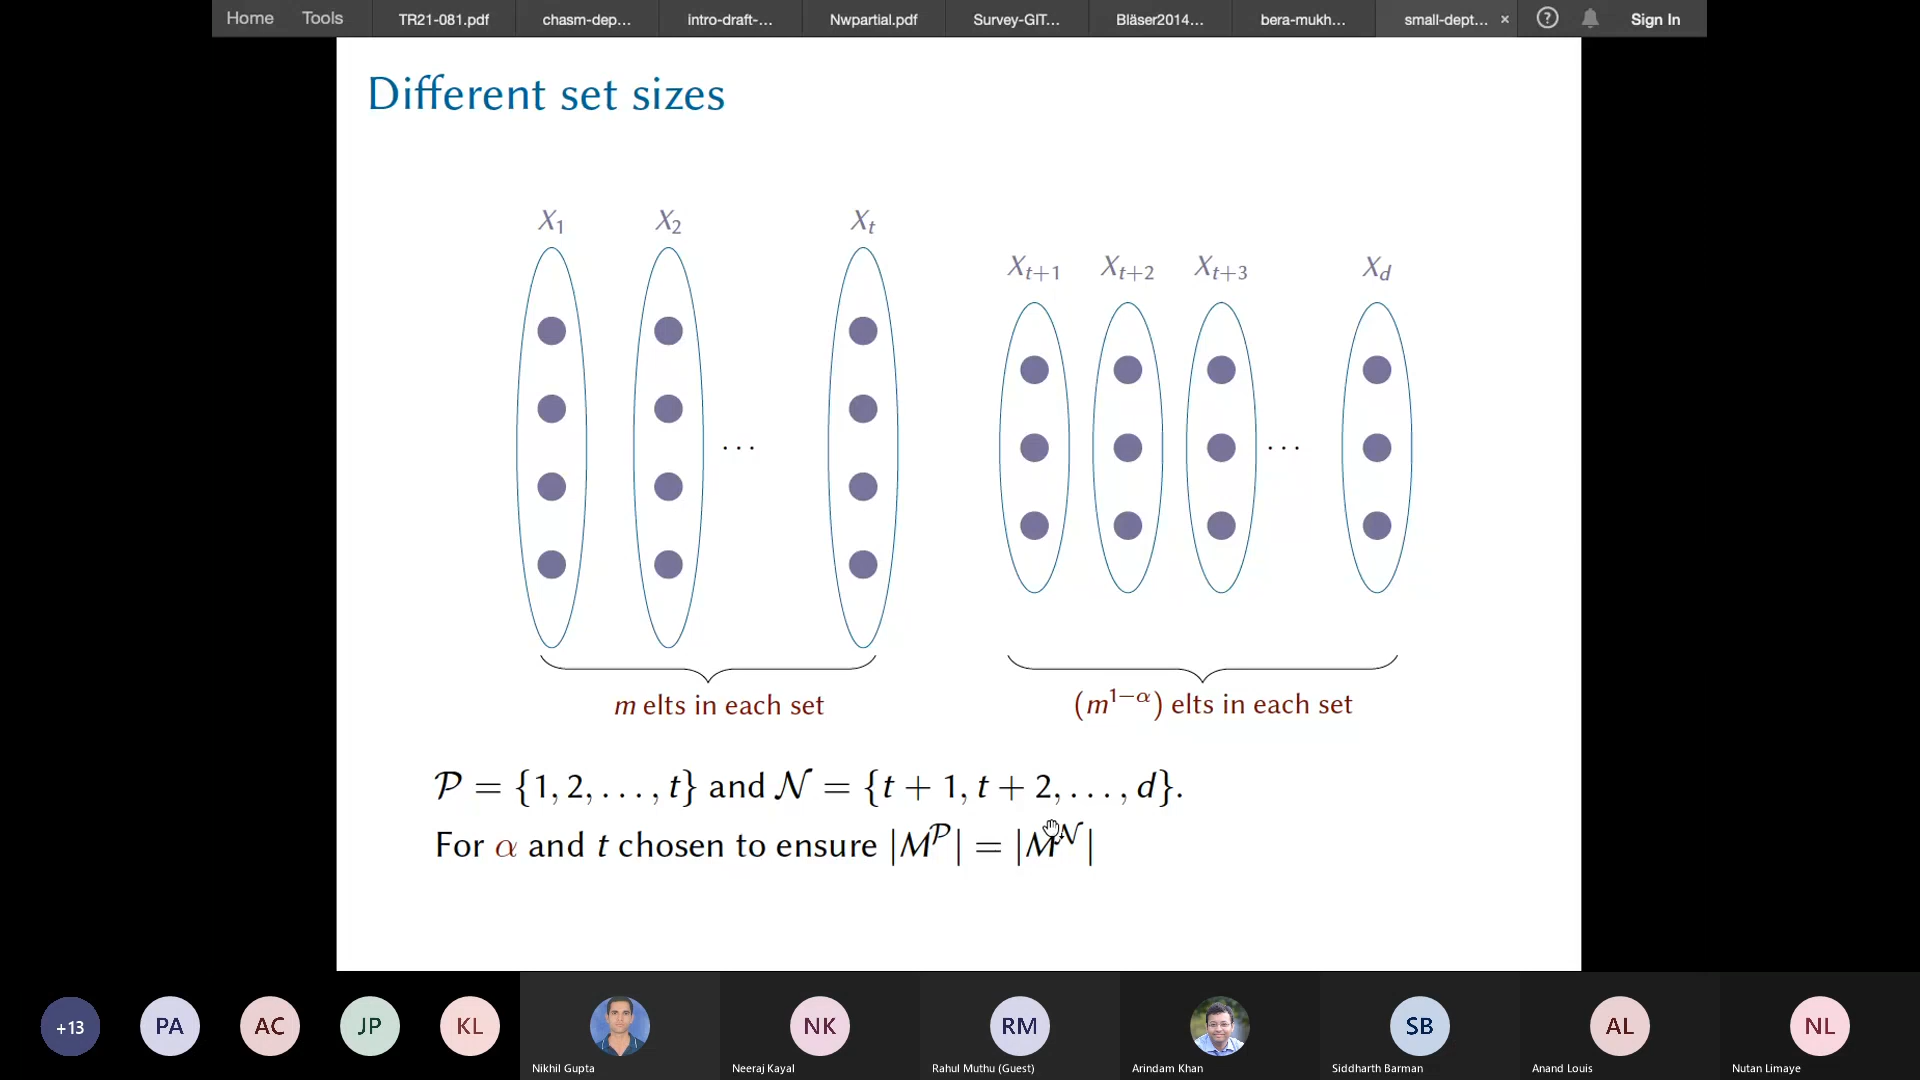 Home Tools TR21-081.pdf chasm-dep... intro-draft-... Nwpartial.pdf Survey-GIT... Bläser2014... bera-mukh... small-dept... × ? Sign In
Different set sizes
X₁ X₂ Xₜ
Xₜ₊₁ Xₜ₊₂ Xₜ₊₃ X_d
... ...
m elts in each set (m^{1−α}) elts in each set
𝒫 = {1, 2, . . . , t} and 𝒩 = {t + 1, t + 2, . . . , d}.
For α and t chosen to ensure |ℳ^𝒫| = |ℳ^𝒩|
+13 PA AC JP KL NK RM SB AL NL
Nikhil Gupta Neeraj Kayal Rahul Muthu (Guest) Arindam Khan Siddharth Barman Anand Louis Nutan Limaye